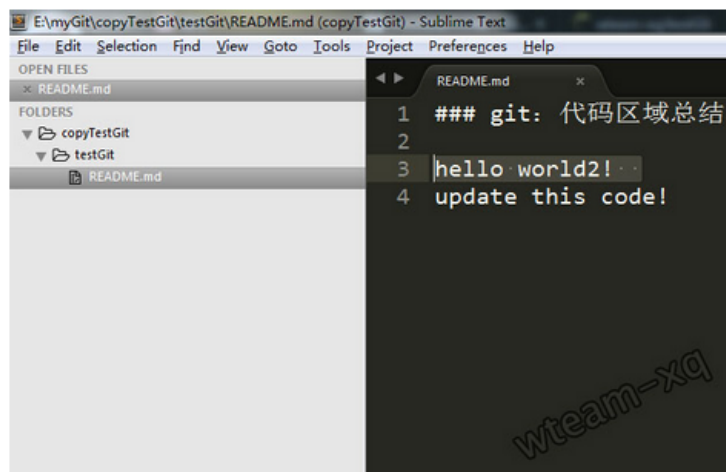 E:\myGit\copyTestGit\testGit\README.md (copyTestGit) - Sublime Text
File Edit Selection Find View Goto Tools Project Preferences Help
OPEN FILES
× README.md
FOLDERS
copyTestGit
testGit
README.md
README.md ×
1 ### git: 代码区域总结
2
3 hello world2!
4 update this code!
wteam-xq